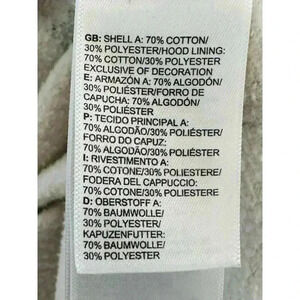 GB: SHELL A: 70% COTTON/
30% POLYESTER/HOOD LINING:
70% COTTON/30% POLYESTER
EXCLUSIVE OF DECORATION
E: ARMAZÓN A: 70% ALGODÓN/
30% POLIÉSTER/FORRO DE
CAPUCHA: 70% ALGODÓN/
30% POLIÉSTER
P: TECIDO PRINCIPAL A:
70% ALGODÃO/30% POLIÉSTER/
FORRO DO CAPUZ:
70% ALGODÃO/30% POLIÉSTER
I: RIVESTIMENTO A:
70% COTONE/30% POLIESTERE/
FODERA DEL CAPPUCCIO:
70% COTONE/30% POLIESTERE
D: OBERSTOFF A:
70% BAUMWOLLE/
30% POLYESTER/
KAPUZENFUTTER:
70% BAUMWOLLE/
30% POLYESTER